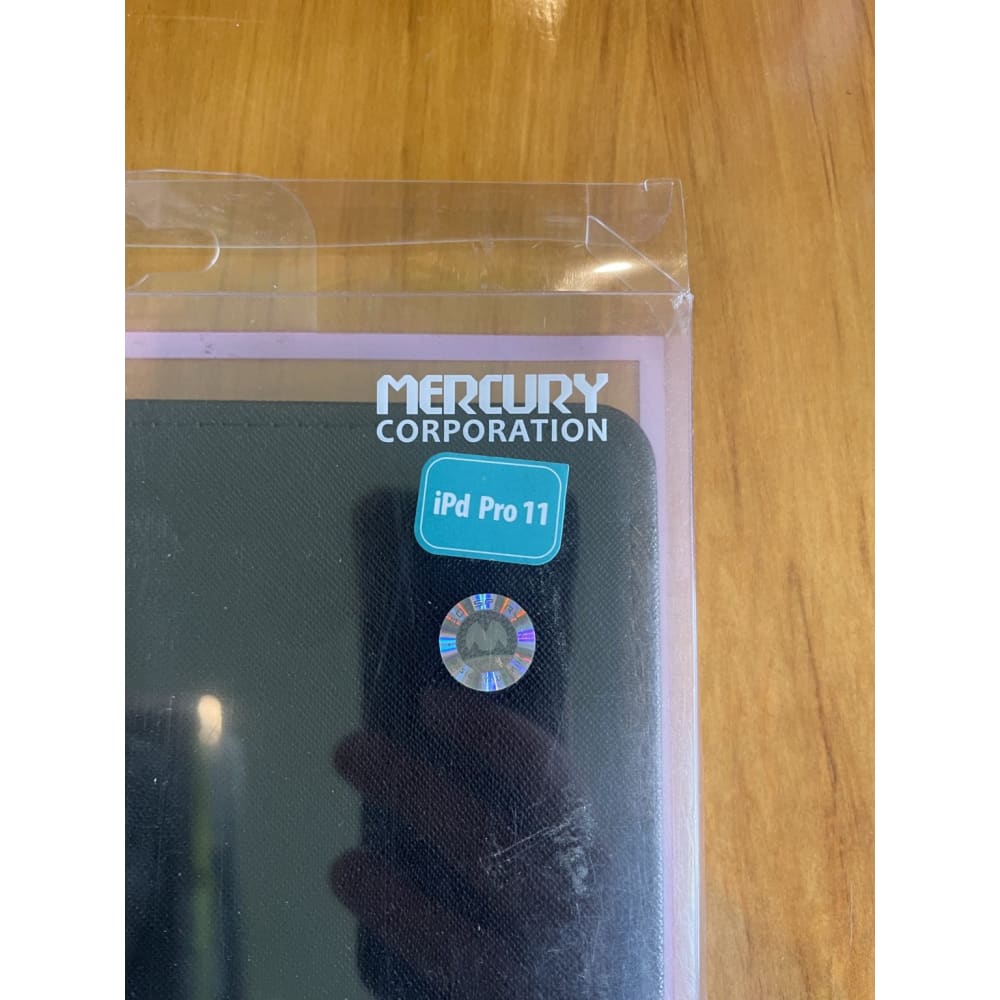 MERCURY
CORPORATION
iPd Pro 11